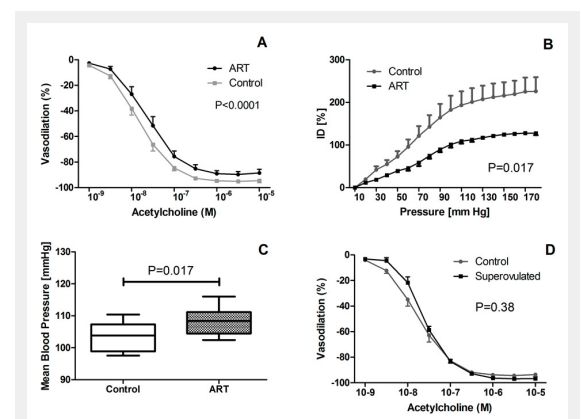 A
Vasodilation (%)
0
-20
-40
-60
-80
-100
ART
Control
P<0.0001
10-9
10-8
10-7
10-6
10-5
Acetylcholine (M)
B
ID [%]
300
200
100
0
Control
ART
P=0.017
10 30 50 70 90 110 130 150 170
Pressure [mm Hg]
C
Mean Blood Pressure [mmHg]
130
120
110
100
90
P=0.017
Control ART
D
Vasodilation (%)
0
-20
-40
-60
-80
-100
Control
Superovulated
P=0.38
10-9 10-8 10-7 10-6 10-5
Acetylcholine (M)